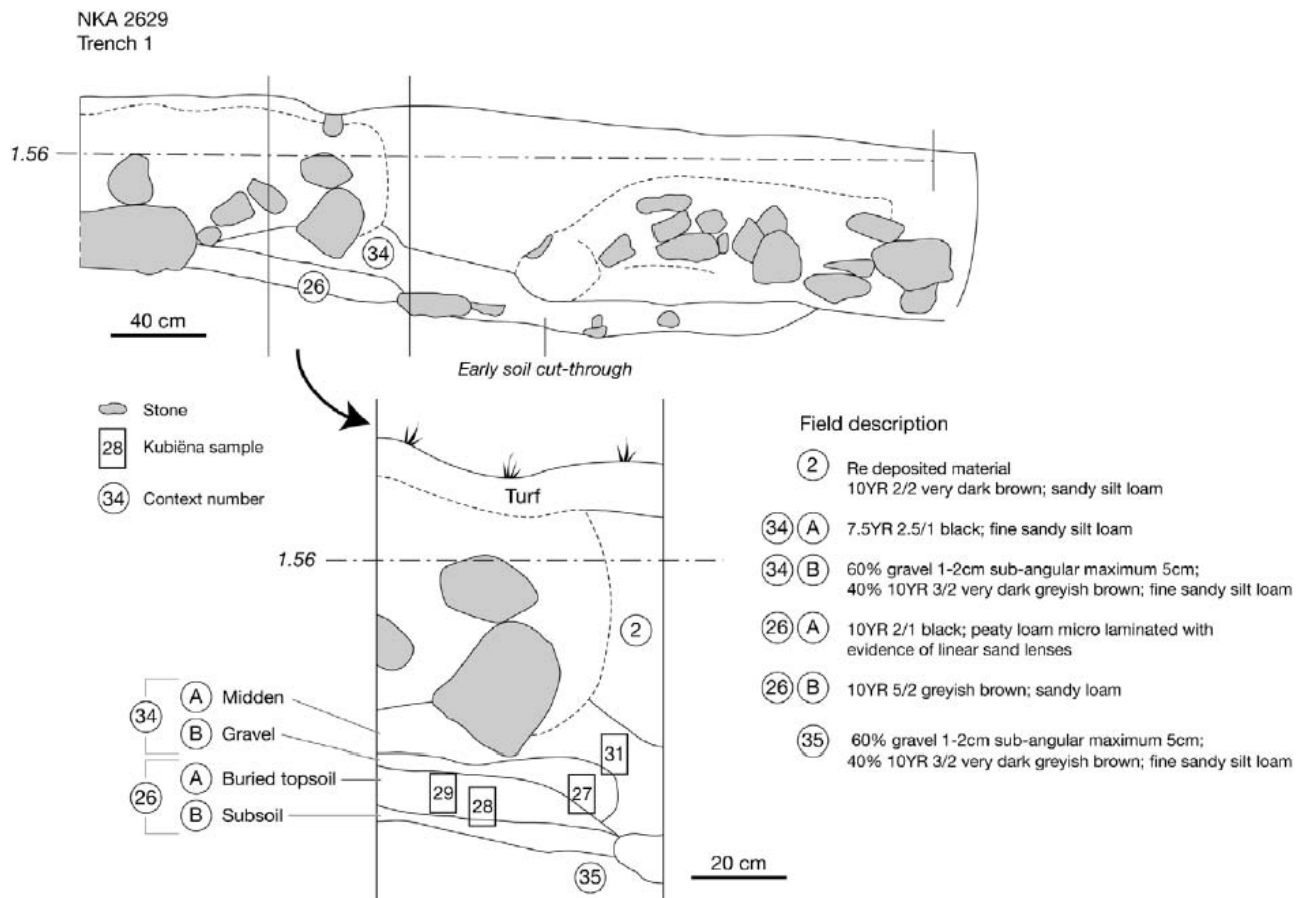 NKA 2629
Trench 1
1.56
34
26
40 cm
Early soil cut-through
Stone
28 Kubiëna sample
34 Context number
Turf
1.56
2
34
A Midden
B Gravel
26
A Buried topsoil
B Subsoil
31
29
28
27
35
20 cm
Field description
2 Re deposited material
10YR 2/2 very dark brown; sandy silt loam
34 A 7.5YR 2.5/1 black; fine sandy silt loam
34 B 60% gravel 1-2cm sub-angular maximum 5cm;
40% 10YR 3/2 very dark greyish brown; fine sandy silt loam
26 A 10YR 2/1 black; peaty loam micro laminated with
evidence of linear sand lenses
26 B 10YR 5/2 greyish brown; sandy loam
35 60% gravel 1-2cm sub-angular maximum 5cm;
40% 10YR 3/2 very dark greyish brown; fine sandy silt loam